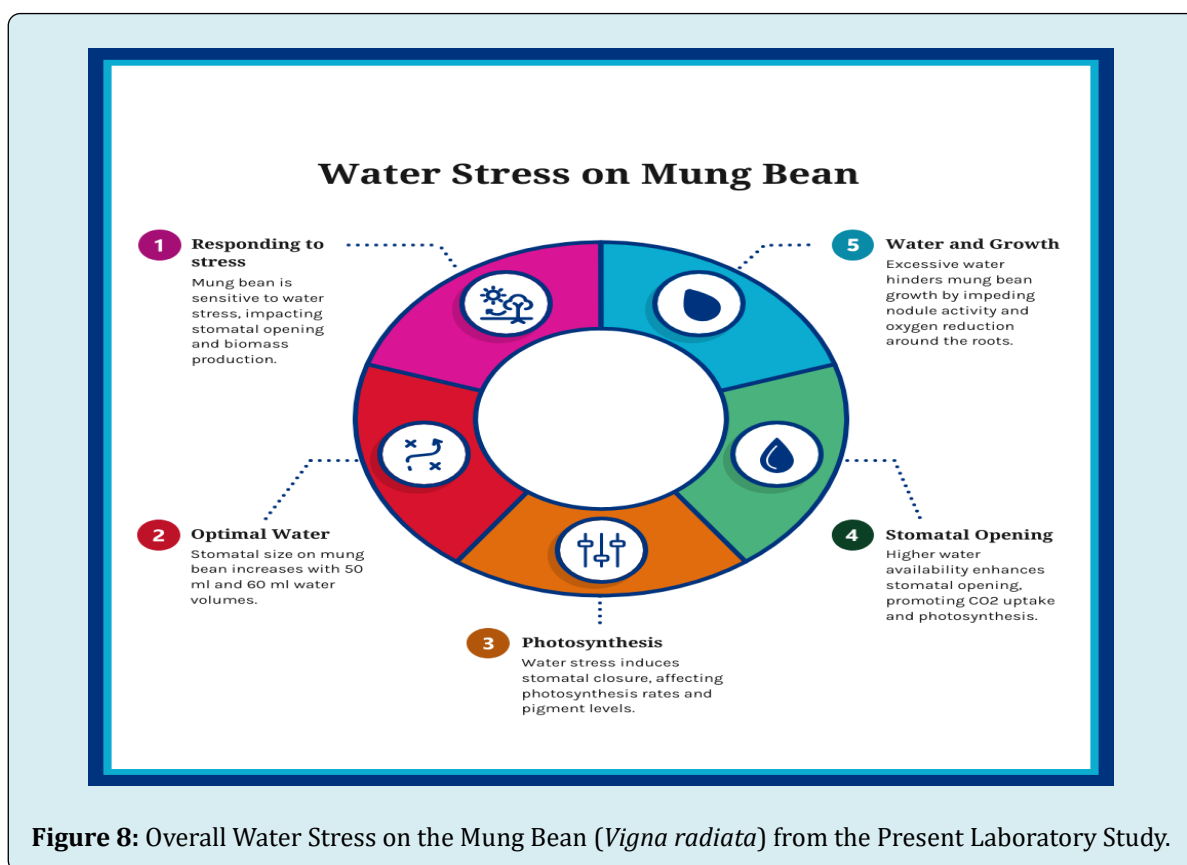 Water Stress on Mung Bean
1
Responding to
stress
Mung bean is
sensitive to water
stress, impacting
stomatal opening
and biomass
production.
2
Optimal Water
Stomatal size on mung
bean increases with 50
ml and 60 ml water
volumes.
3
Photosynthesis
Water stress induces
stomatal closure, affecting
photosynthesis rates and
pigment levels.
4
Stomatal Opening
Higher water
availability enhances
stomatal opening,
promoting CO2 uptake
and photosynthesis.
5
Water and Growth
Excessive water
hinders mung bean
growth by impeding
nodule activity and
oxygen reduction
around the roots.
Figure 8: Overall Water Stress on the Mung Bean (Vigna radiata) from the Present Laboratory Study.